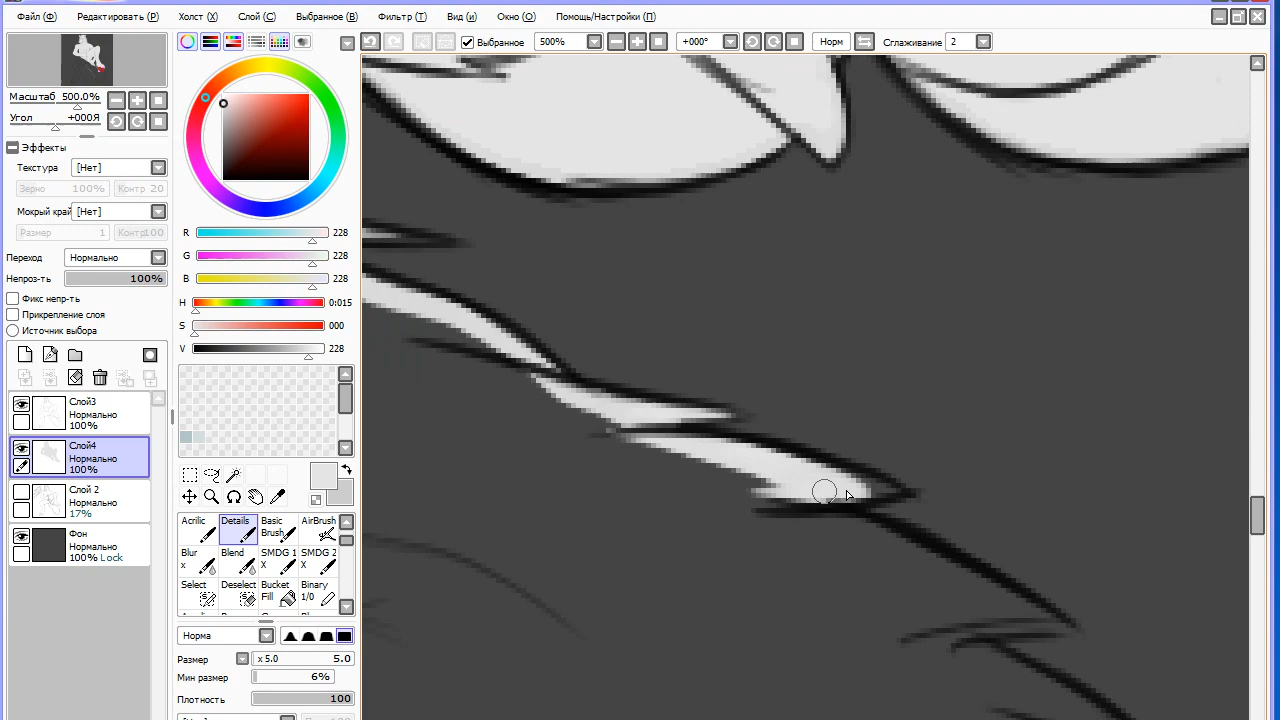 Файл (Ф) Редактировать (P) Холст (X) Слой (C) Выбранное (B) Фильтр (T) Вид (и) Окно (O) Помощь/Настройки (П)
Выбранное 500% +000° Норм Сглаживание 2
Масштаб 500.0%
Угол +000Я
Эффекты
Текстура [Нет]
Зерно 100% Контр 20
Мокрый край [Нет]
Размер 1 Контр 100
Переход Нормально
Непроз-ть 100%
Фикс непр-ть
Прикрепление слоя
Источник выбора
Слой3
Нормально
100%
Слой4
Нормально
100%
Слой 2
Нормально
17%
Фон
Нормально
100% Lock
R 228
G 228
B 228
H 0:015
S 000
V 228
Acrilic Details Basic Brush AirBrush
Blur x Blend SMDG 1 X SMDG 2 X
Select Deselect Bucket Fill Binary 1/0
Норма
Размер x 5.0 5.0
Мин размер 6%
Плотность 100